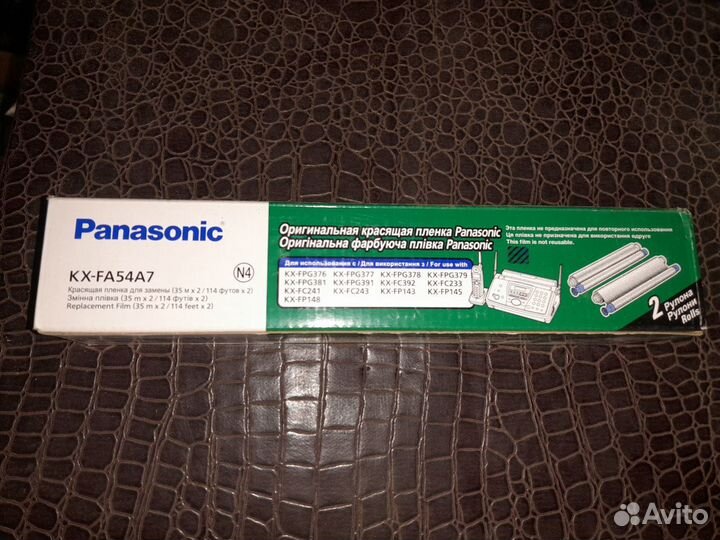 Panasonic®
KX-FA54A7
N4
Красящая пленка для замены (35 м x 2 / 114 футов x 2)
Змінна плівка (35 m x 2 / 114 футів x 2)
Replacement Film (35 m x 2 / 114 feet x 2)
Оригинальная красящая пленка Panasonic
Оригінальна фарбуюча плівка Panasonic
Для использования с / Для використання з / For use with
KX-FPG376 KX-FPG377 KX-FPG378 KX-FPG379
KX-FPG381 KX-FPG391 KX-FC392 KX-FC233
KX-FC241 KX-FC243 KX-FP143 KX-FP145
KX-FP148
Эта пленка не предназначена для повторного использования
Ця плівка не призначена для використання вдруге
This film is not reusable.
2 Рулона
Рулони
Rolls
Avito